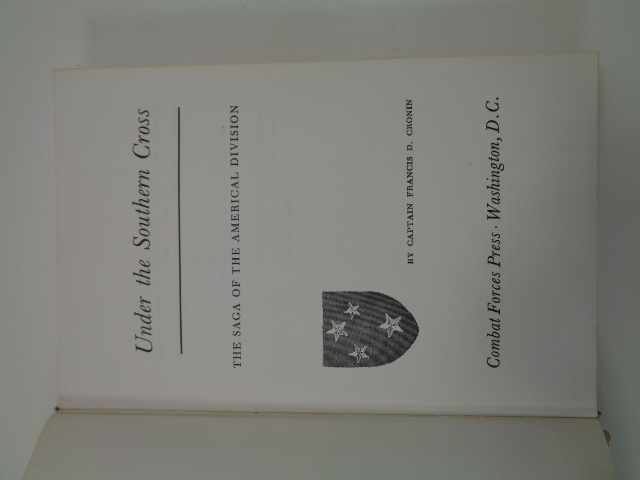 Under the Southern Cross
THE SAGA OF THE AMERICAL DIVISION
BY CAPTAIN FRANCIS D. CRONIN
Combat Forces Press · Washington, D.C.